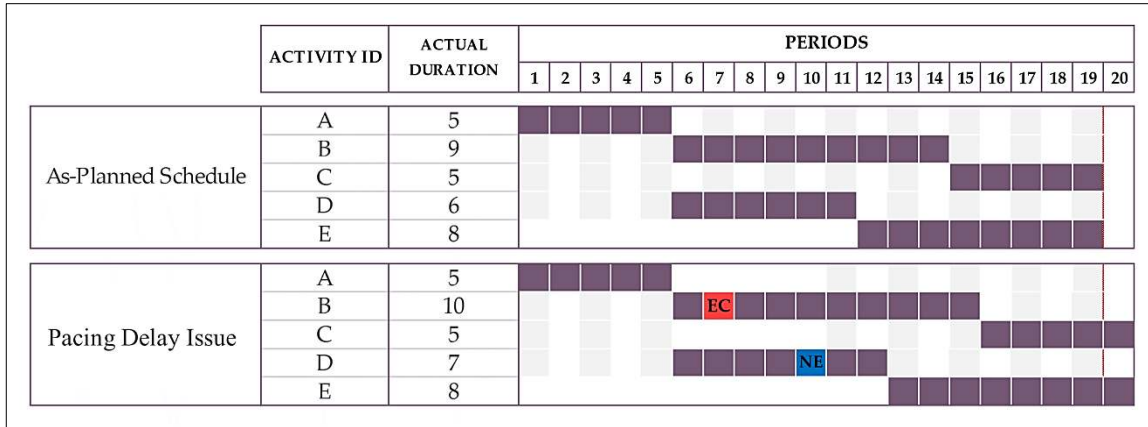 ACTIVITY ID ACTUAL DURATION PERIODS
1 2 3 4 5 6 7 8 9 10 11 12 13 14 15 16 17 18 19 20
As-Planned Schedule
A 5
B 9
C 5
D 6
E 8
Pacing Delay Issue
A 5
B 10 EC
C 5
D 7 NE
E 8